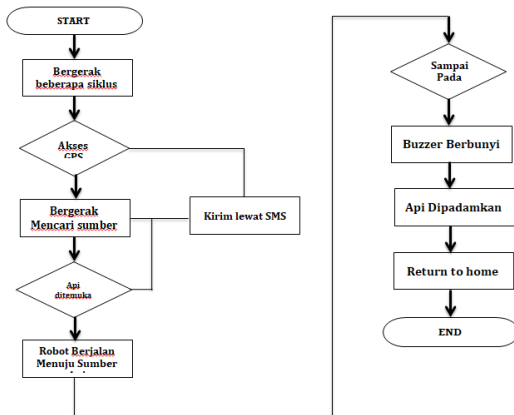 START
Bergerak
beberapa siklus
Akses
GPS
Bergerak
Mencari sumber
Kirim lewat SMS
Api
ditemuka
Robot Berjalan
Menuju Sumber
Sampai
Pada
Buzzer Berbunyi
Api Dipadamkan
Return to home
END